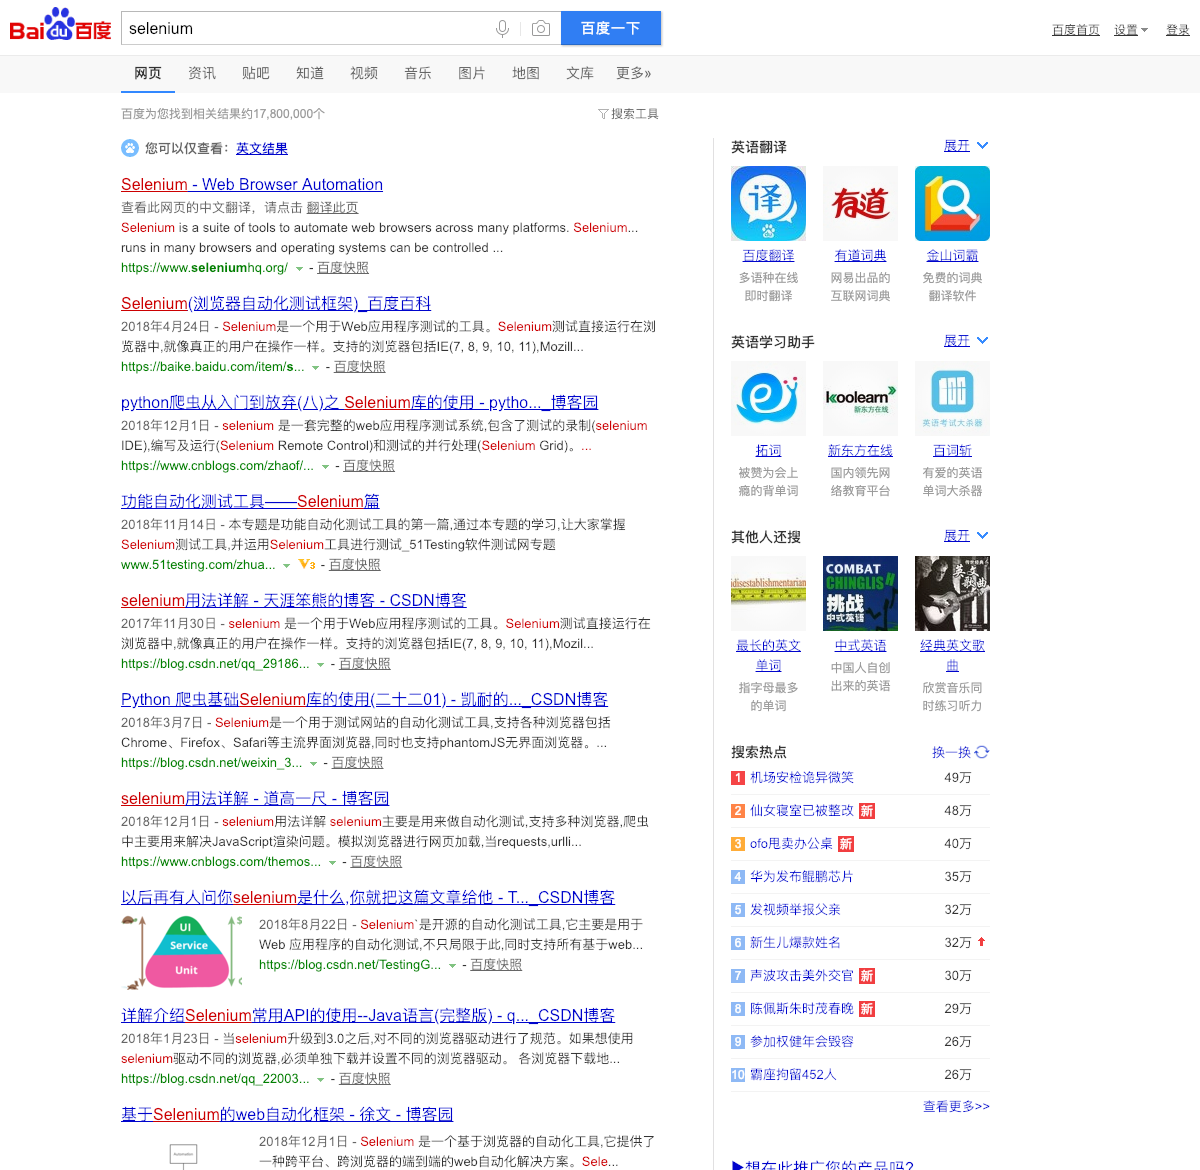 Bai du 百度
selenium
百度一下
百度首页 设置 登录
网页 资讯 贴吧 知道 视频 音乐 图片 地图 文库 更多»
百度为您找到相关结果约17,800,000个
搜索工具
您可以仅查看：英文结果
Selenium - Web Browser Automation
查看此网页的中文翻译，请点击 翻译此页
Selenium is a suite of tools to automate web browsers across many platforms. Selenium...
runs in many browsers and operating systems can be controlled ...
https://www.seleniumhq.org/ - 百度快照
Selenium(浏览器自动化测试框架)_百度百科
2018年4月24日 - Selenium是一个用于Web应用程序测试的工具。Selenium测试直接运行在浏
览器中,就像真正的用户在操作一样。支持的浏览器包括IE(7, 8, 9, 10, 11),Mozill...
https://baike.baidu.com/item/s... - 百度快照
python爬虫从入门到放弃(八)之 Selenium库的使用 - pytho..._博客园
2018年12月1日 - selenium 是一套完整的web应用程序测试系统,包含了测试的录制(selenium
IDE),编写及运行(Selenium Remote Control)和测试的并行处理(Selenium Grid)。...
https://www.cnblogs.com/zhaof/... - 百度快照
功能自动化测试工具——Selenium篇
2018年11月14日 - 本专题是功能自动化测试工具的第一篇,通过本专题的学习,让大家掌握
Selenium测试工具,并运用Selenium工具进行测试_51Testing软件测试网专题
www.51testing.com/zhua... V3 - 百度快照
selenium用法详解 - 天涯笨熊的博客 - CSDN博客
2017年11月30日 - selenium 是一个用于Web应用程序测试的工具。Selenium测试直接运行在
浏览器中,就像真正的用户在操作一样。支持的浏览器包括IE(7, 8, 9, 10, 11),Mozil...
https://blog.csdn.net/qq_29186... - 百度快照
Python 爬虫基础Selenium库的使用(二十二01) - 凯耐的..._CSDN博客
2018年3月7日 - Selenium是一个用于测试网站的自动化测试工具,支持各种浏览器包括
Chrome、Firefox、Safari等主流界面浏览器,同时也支持phantomJS无界面浏览器。...
https://blog.csdn.net/weixin_3... - 百度快照
selenium用法详解 - 道高一尺 - 博客园
2018年12月1日 - selenium用法详解 selenium主要是用来做自动化测试,支持多种浏览器,爬虫
中主要用来解决JavaScript渲染问题。模拟浏览器进行网页加载,当requests,urlli...
https://www.cnblogs.com/themos... - 百度快照
以后再有人问你selenium是什么,你就把这篇文章给他 - T..._CSDN博客
UI
Service
Unit
$
2018年8月22日 - Selenium`是开源的自动化测试工具,它主要是用于
Web 应用程序的自动化测试,不只局限于此,同时支持所有基于web...
https://blog.csdn.net/TestingG... - 百度快照
详解介绍Selenium常用API的使用--Java语言(完整版) - q..._CSDN博客
2018年1月23日 - 当selenium升级到3.0之后,对不同的浏览器驱动进行了规范。如果想使用
selenium驱动不同的浏览器,必须单独下载并设置不同的浏览器驱动。 各浏览器下载地...
https://blog.csdn.net/qq_22003... - 百度快照
基于Selenium的web自动化框架 - 徐文 - 博客园
2018年12月1日 - Selenium 是一个基于浏览器的自动化工具,它提供了
一种跨平台、跨浏览器的端到端的web自动化解决方案。Sele...
英语翻译 展开
译 有道
百度翻译 有道词典 金山词霸
多语种在线 网易出品的 免费的词典
即时翻译 互联网词典 翻译软件
英语学习助手 展开
koolearn
新东方在线
英语考试大杀器
拓词 新东方在线 百词斩
被赞为会上 国内领先网 有爱的英语
瘾的背单词 络教育平台 单词大杀器
其他人还搜 展开
idisestablishmentarian
COMBAT
CHINGLISH
挑战
中式英语
英文
歌曲
最长的英文 中式英语 经典英文歌
单词 曲
指字母最多 中国人自创 欣赏音乐同
的单词 出来的英语 时练习听力
搜索热点 换一换
1 机场安检诡异微笑 49万
2 仙女寝室已被整改 新 48万
3 ofo甩卖办公桌 新 40万
4 华为发布鲲鹏芯片 35万
5 发视频举报父亲 32万
6 新生儿爆款姓名 32万
7 声波攻击美外交官 新 30万
8 陈佩斯朱时茂春晚 新 29万
9 参加权健年会毁容 26万
10 霸座拘留452人 26万
查看更多>>
▶想在此推广您的产品吗?